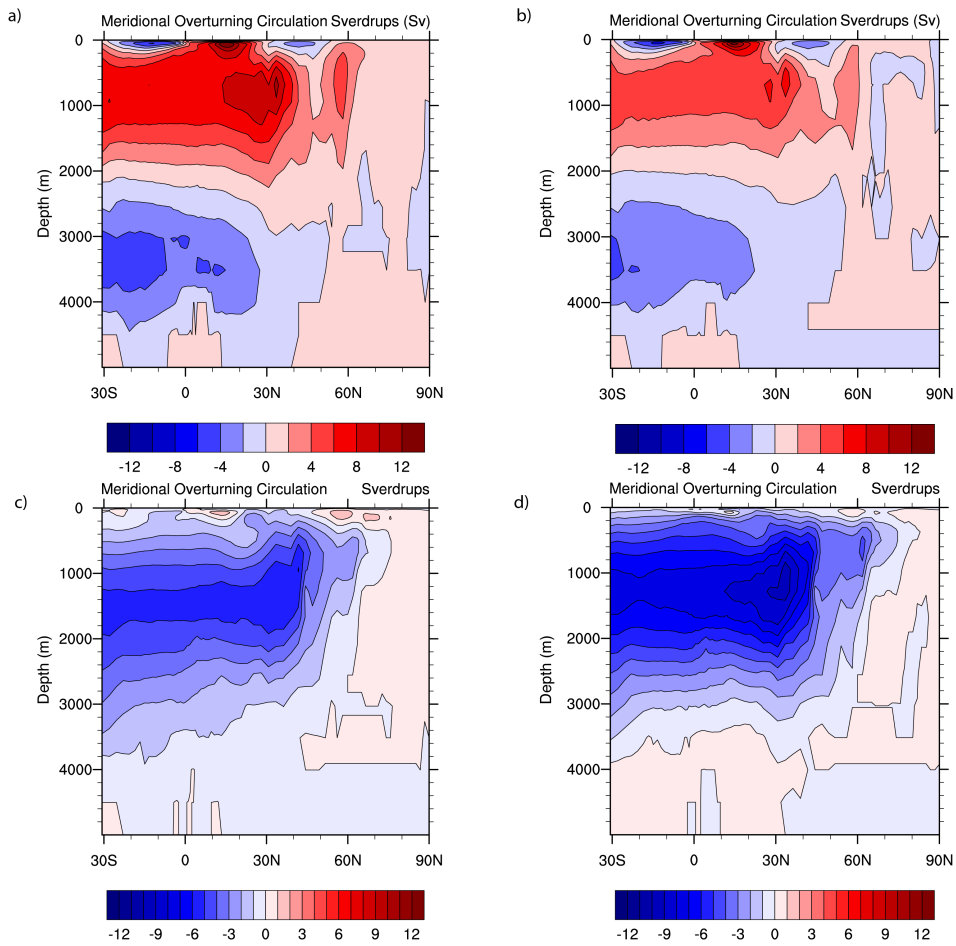 a)
Meridional Overturning Circulation Sverdrups (Sv)
0
1000
2000
3000
4000
Depth (m)
30S 0 30N 60N 90N
-12 -8 -4 0 4 8 12
b)
Meridional Overturning Circulation Sverdrups (Sv)
0
1000
2000
3000
4000
Depth (m)
30S 0 30N 60N 90N
-12 -8 -4 0 4 8 12
c)
Meridional Overturning Circulation Sverdrups
0
1000
2000
3000
4000
Depth (m)
30S 0 30N 60N 90N
-12 -9 -6 -3 0 3 6 9 12
d)
Meridional Overturning Circulation Sverdrups
0
1000
2000
3000
4000
Depth (m)
30S 0 30N 60N 90N
-12 -9 -6 -3 0 3 6 9 12